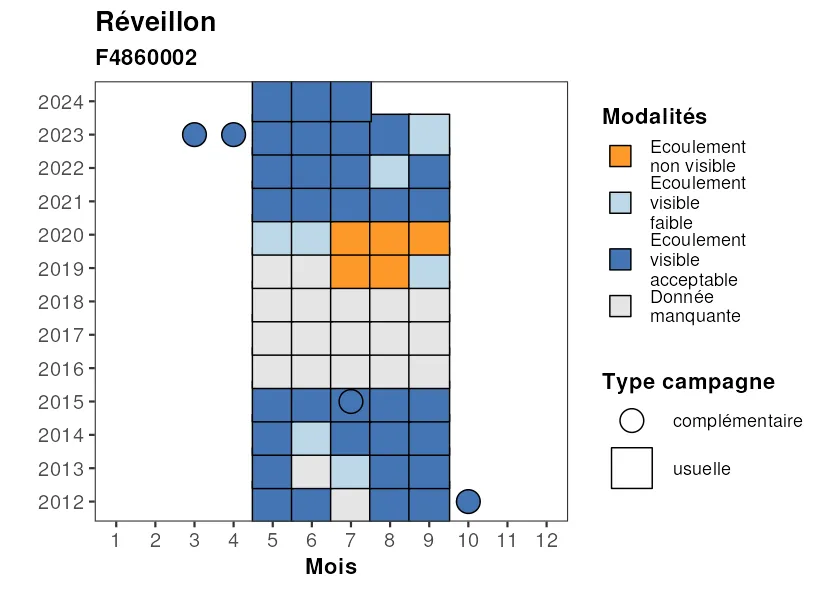 Réveillon
F4860002
2024
2023
2022
2021
2020
2019
2018
2017
2016
2015
2014
2013
2012
1 2 3 4 5 6 7 8 9 10 11 12
Mois
Modalités
Ecoulement
non visible
Ecoulement
visible
faible
Ecoulement
visible
acceptable
Donnée
manquante
Type campagne
complémentaire
usuelle